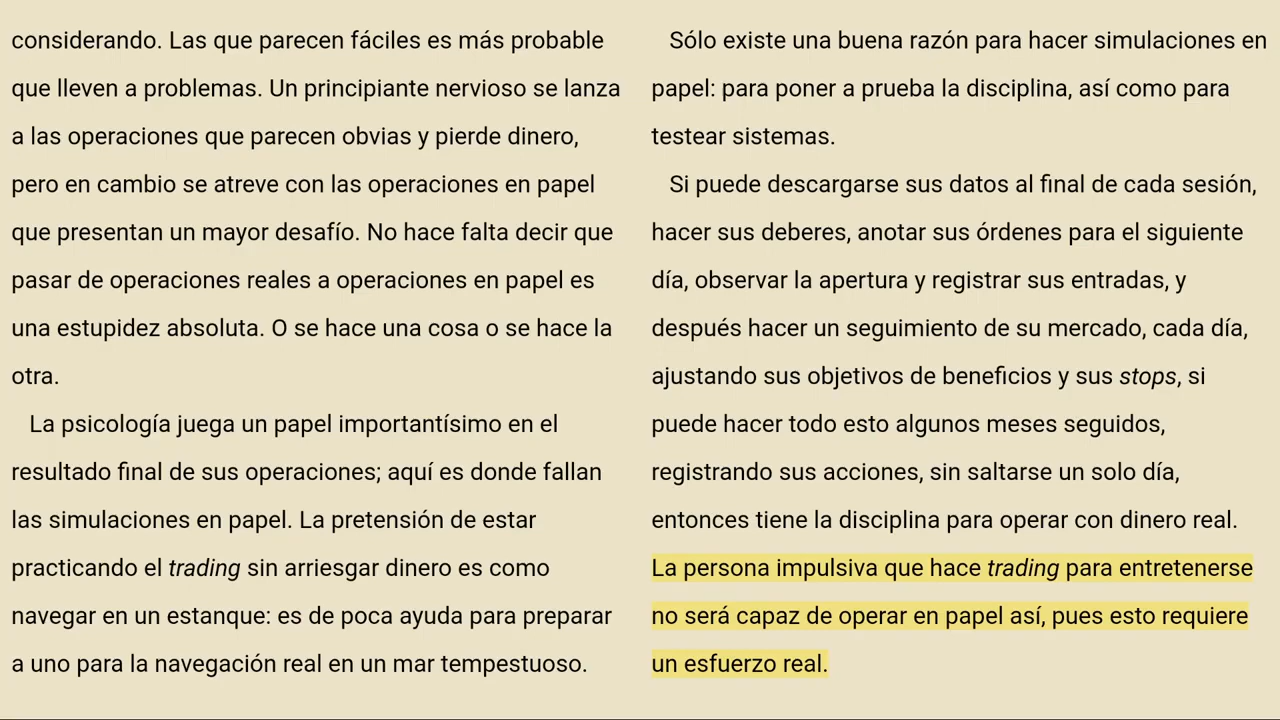 considerando. Las que parecen fáciles es más probable
que lleven a problemas. Un principiante nervioso se lanza
a las operaciones que parecen obvias y pierde dinero,
pero en cambio se atreve con las operaciones en papel
que presentan un mayor desafío. No hace falta decir que
pasar de operaciones reales a operaciones en papel es
una estupidez absoluta. O se hace una cosa o se hace la
otra.
La psicología juega un papel importantísimo en el
resultado final de sus operaciones; aquí es donde fallan
las simulaciones en papel. La pretensión de estar
practicando el trading sin arriesgar dinero es como
navegar en un estanque: es de poca ayuda para preparar
a uno para la navegación real en un mar tempestuoso.
Sólo existe una buena razón para hacer simulaciones en
papel: para poner a prueba la disciplina, así como para
testear sistemas.
Si puede descargarse sus datos al final de cada sesión,
hacer sus deberes, anotar sus órdenes para el siguiente
día, observar la apertura y registrar sus entradas, y
después hacer un seguimiento de su mercado, cada día,
ajustando sus objetivos de beneficios y sus stops, si
puede hacer todo esto algunos meses seguidos,
registrando sus acciones, sin saltarse un solo día,
entonces tiene la disciplina para operar con dinero real.
La persona impulsiva que hace trading para entretenerse
no será capaz de operar en papel así, pues esto requiere
un esfuerzo real.